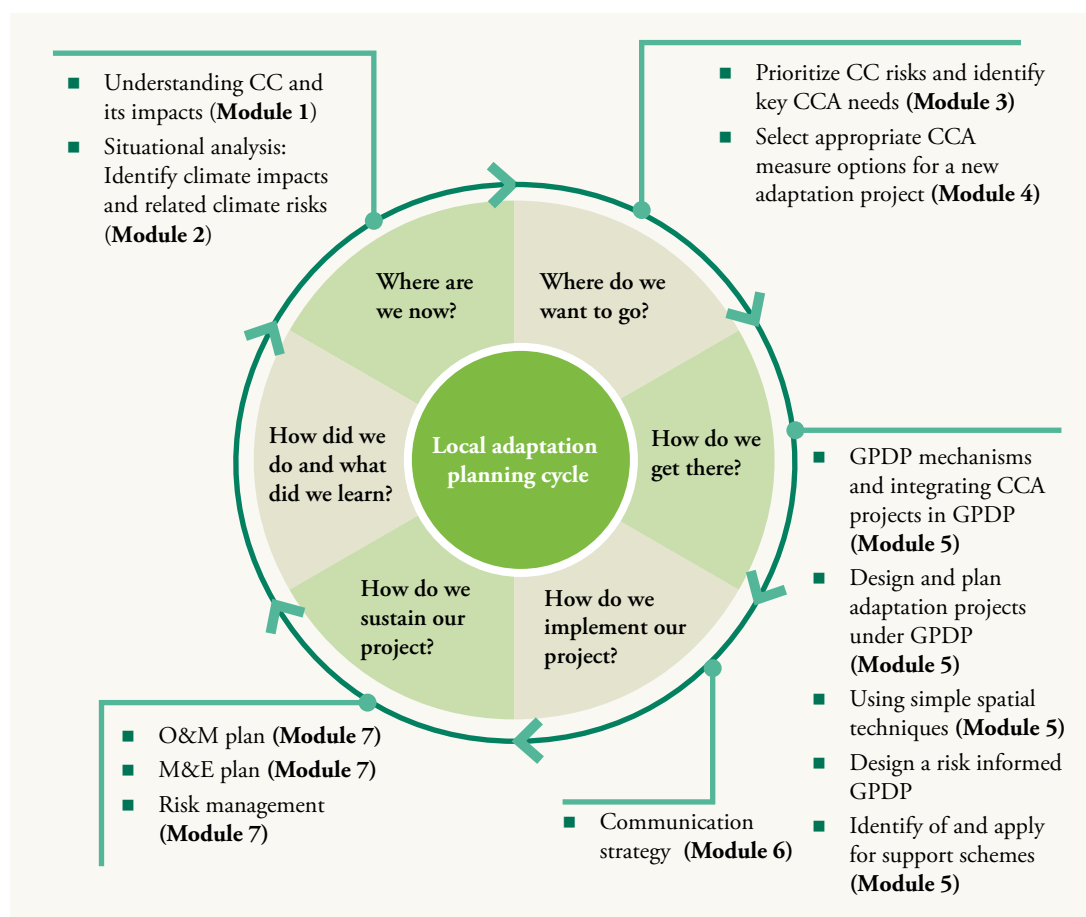 ■ Understanding CC and
its impacts (Module 1)
■ Situational analysis:
Identify climate impacts
and related climate risks
(Module 2)
■ Prioritize CC risks and identify
key CCA needs (Module 3)
■ Select appropriate CCA
measure options for a new
adaptation project (Module 4)
Where are
we now?
Where do we
want to go?
How did we
do and what
did we learn?
Local adaptation
planning cycle
How do we
get there?
How do we
sustain our
project?
How do we
implement our
project?
■ GPDP mechanisms
and integrating CCA
projects in GPDP
(Module 5)
■ Design and plan
adaptation projects
under GPDP
(Module 5)
■ Using simple spatial
techniques (Module 5)
■ Design a risk informed
GPDP
■ Identify of and apply
for support schemes
(Module 5)
■ O&M plan (Module 7)
■ M&E plan (Module 7)
■ Risk management
(Module 7)
■ Communication
strategy (Module 6)